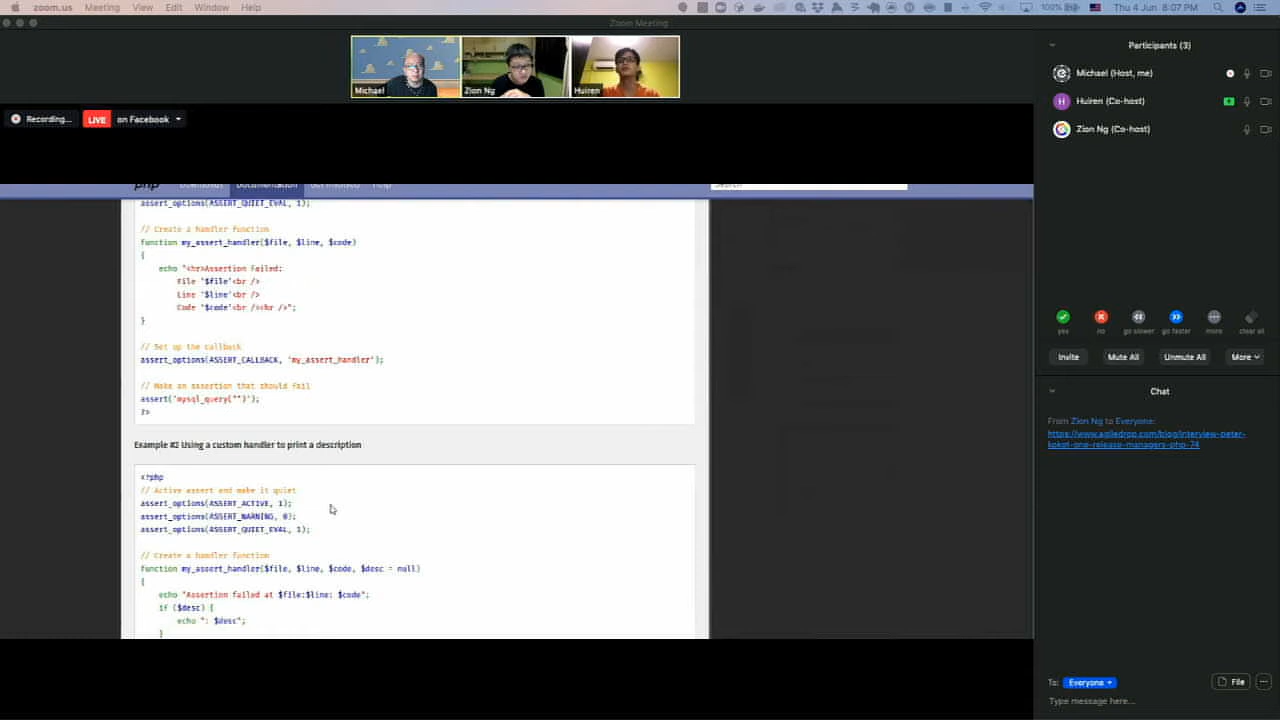 zoom.us Meeting View Edit Window Help
100% Thu 4 Jun 8:07 PM
Zoom Meeting
Michael
Zion Ng
Huiren
Recording...
LIVE on Facebook
php Downloads Documentation Get Involved Help
Search
assert_options(ASSERT_QUIET_EVAL, 1);
// Create a handler function
function my_assert_handler($file, $line, $code)
{
echo "<hr>Assertion Failed:
File '$file'<br />
Line '$line'<br />
Code '$code'<br /><hr />";
}
// Set up the callback
assert_options(ASSERT_CALLBACK, 'my_assert_handler');
// Make an assertion that should fail
assert('mysql_query("")');
?>
Example #2 Using a custom handler to print a description
<?php
// Active assert and make it quiet
assert_options(ASSERT_ACTIVE, 1);
assert_options(ASSERT_WARNING, 0);
assert_options(ASSERT_QUIET_EVAL, 1);
// Create a handler function
function my_assert_handler($file, $line, $code, $desc = null)
{
echo "Assertion failed at $file:$line: $code";
if ($desc) {
echo ": $desc";
}
Participants (3)
Michael (Host, me)
H Huiren (Co-host)
Zion Ng (Co-host)
yes no go slower go faster more clear all
Invite Mute All Unmute All More
Chat
From Zion Ng to Everyone:
https://www.agiledrop.com/blog/interview-peter-
kokot-one-release-managers-php-74
To: Everyone File
Type message here...